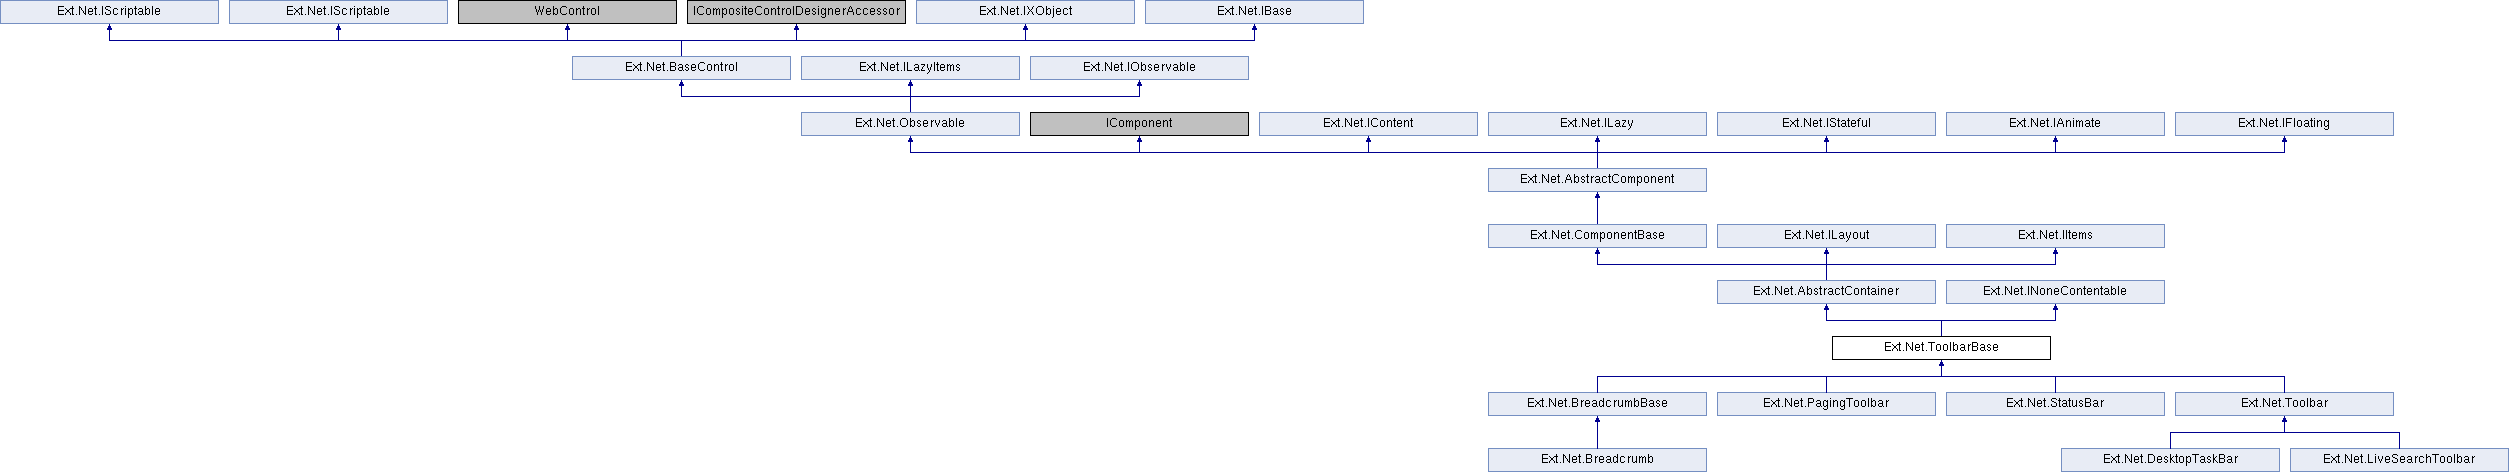 Ext.Net.IScriptable
Ext.Net.IScriptable
WebControl
ICompositeControlDesignerAccessor
Ext.Net.IXObject
Ext.Net.IBase
Ext.Net.BaseControl
Ext.Net.ILazyItems
Ext.Net.IObservable
Ext.Net.Observable
IComponent
Ext.Net.IContent
Ext.Net.ILazy
Ext.Net.IStateful
Ext.Net.IAnimate
Ext.Net.IFloating
Ext.Net.AbstractComponent
Ext.Net.ComponentBase
Ext.Net.ILayout
Ext.Net.IItems
Ext.Net.AbstractContainer
Ext.Net.INoneContentable
Ext.Net.ToolbarBase
Ext.Net.BreadcrumbBase
Ext.Net.PagingToolbar
Ext.Net.StatusBar
Ext.Net.Toolbar
Ext.Net.Breadcrumb
Ext.Net.DesktopTaskBar
Ext.Net.LiveSearchToolbar